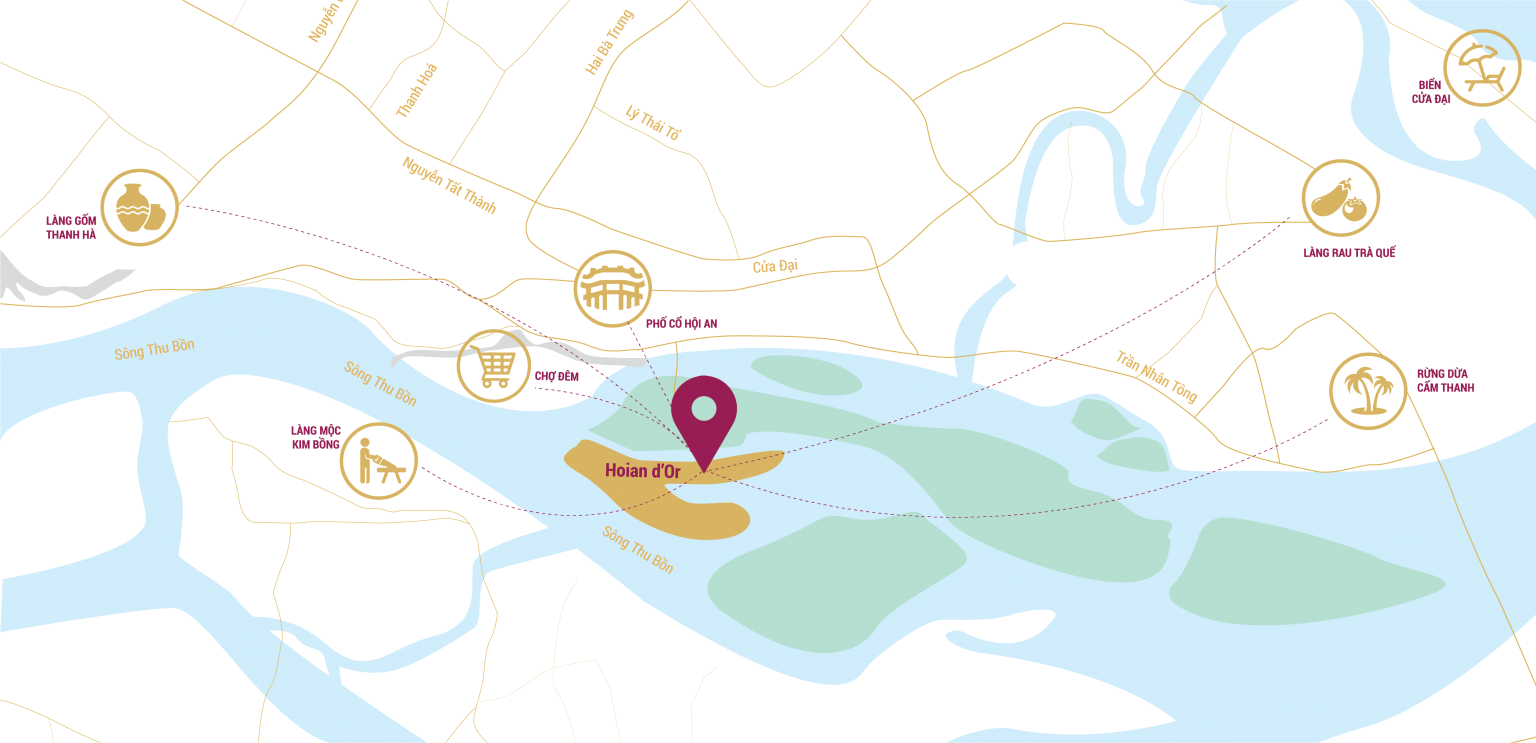 Hai Bà Trưng
Thanh Hoá
Lý Thái Tổ
Nguyễn Tất Thành
BIỂN
CỬA ĐẠI
LÀNG GỐM
THANH HÀ
Cửa Đại
LÀNG RAU TRÀ QUẾ
PHỐ CỔ HỘI AN
Sông Thu Bồn
Sông Thu Bồn
CHỢ ĐÊM
Trần Nhân Tông
RỪNG DỪA
CẨM THANH
LÀNG MỘC
KIM BỒNG
Hoian d'Or
Sông Thu Bồn